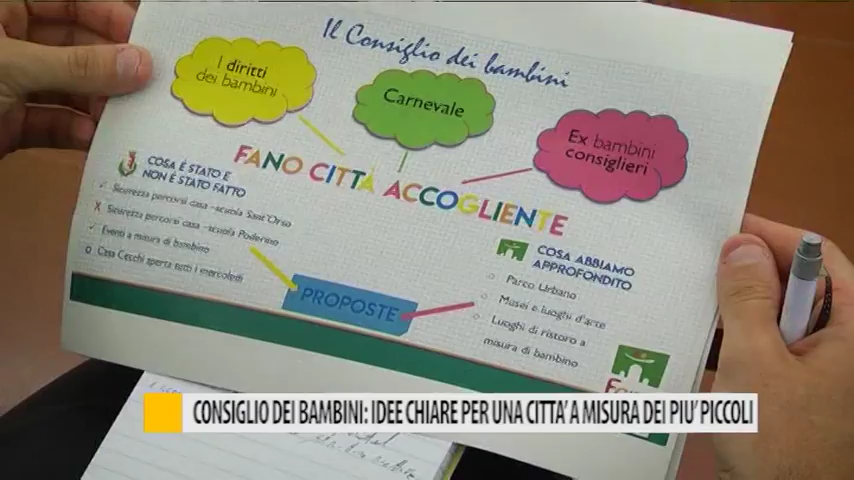 Il Consiglio dei bambini
I diritti
dei bambini
Carnevale
Ex bambini
consiglieri
FANO CITTÀ ACCOGLIENTE
COSA È STATO E
NON È STATO FATTO
✓ Sicurezza percorsi casa –scuola Sant'Orso
X Sicurezza percorsi casa –scuola Poderino
✓ Eventi a misura di bambino
o Casa Cecchi aperta tutti i mercoledì
PROPOSTE
COSA ABBIAMO
APPROFONDITO
○ Parco Urbano
○ Musei e luoghi d'arte
○ Luoghi di ristoro a
misura di bambino
CONSIGLIO DEI BAMBINI: IDEE CHIARE PER UNA CITTA' A MISURA DEI PIU' PICCOLI